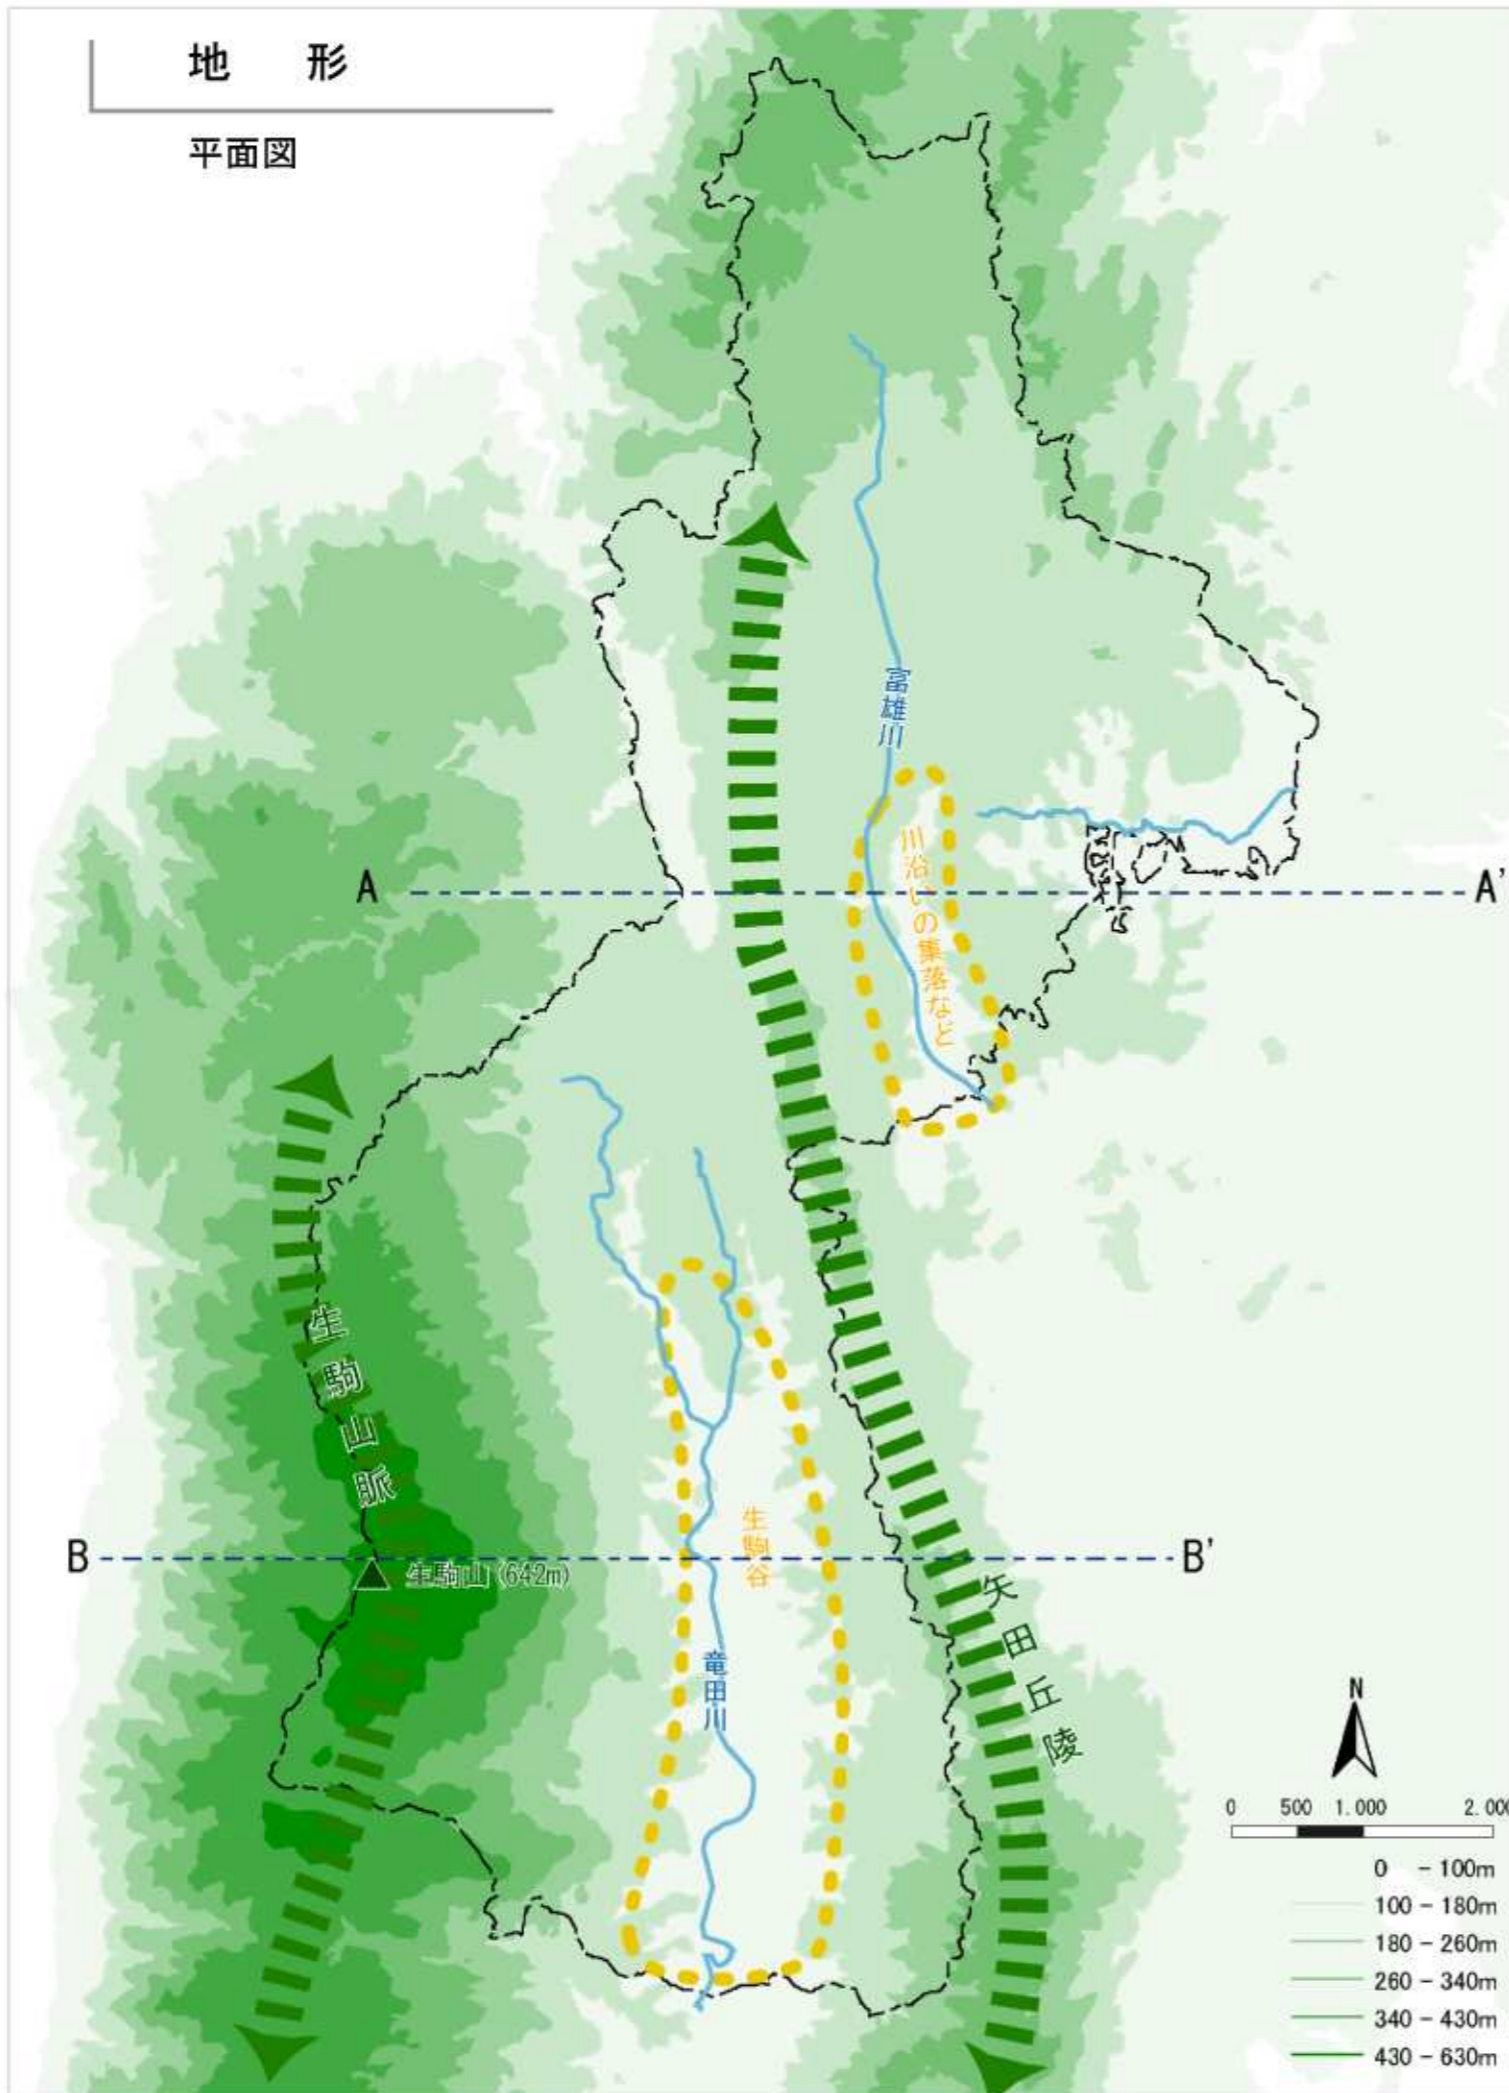 地 形
平面図
富雄川
川沿いの集落など
A
A'
生駒山脈
B
B'
生駒山(642m)
生駒谷
竜田川
矢田丘陵
N
0 500 1.000 2.000
0 - 100m
100 - 180m
180 - 260m
260 - 340m
340 - 430m
430 - 630m